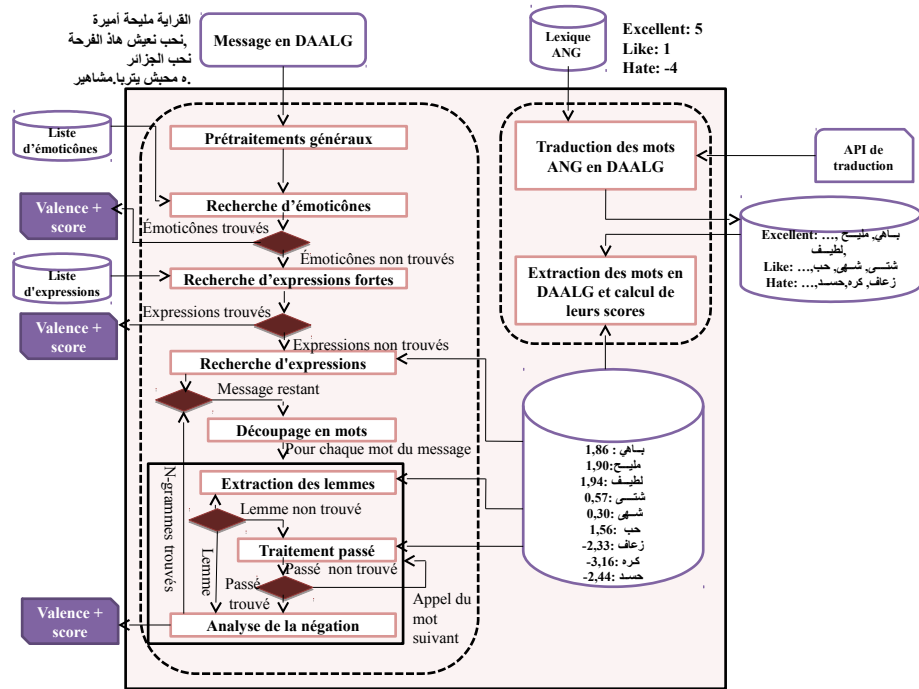 القراية مليحة أميرة
نحب نعيش هاذ الفرحة,
نحب الجزائر
ه محبش يتربا.مشاهير.
Message en DAALG
Lexique
ANG
Excellent: 5
Like: 1
Hate: -4
Liste
d'émoticônes
Prétraitements généraux
Traduction des mots
ANG en DAALG
API de
traduction
Valence +
score
Recherche d'émoticônes
Émoticônes trouvés
Émoticônes non trouvés
Excellent: …, باهي, مليح
لطيف,
Like: …,شتى, شهى, حب
Hate: …,زعاف, كره,حسد
Liste
d'expressions
Recherche d'expressions fortes
Extraction des mots en
DAALG et calcul de
leurs scores
Valence +
score
Expressions trouvés
Expressions non trouvés
Recherche d'expressions
Message restant
Découpage en mots
Pour chaque mot du message
N-grammes trouvés
Extraction des lemmes
Lemme non trouvé
Lemme
Traitement passé
Passé non trouvé
Passé
trouvé
Appel du
mot
suivant
Analyse de la négation
Valence +
score
باهي : 1,86
مليح:1,90
لطيف: 1,94
شتى: 0,57
شهى: 0,30
حب: 1,56
زعاف: 2,33-
كره: 3,16-
حسد: 2,44-